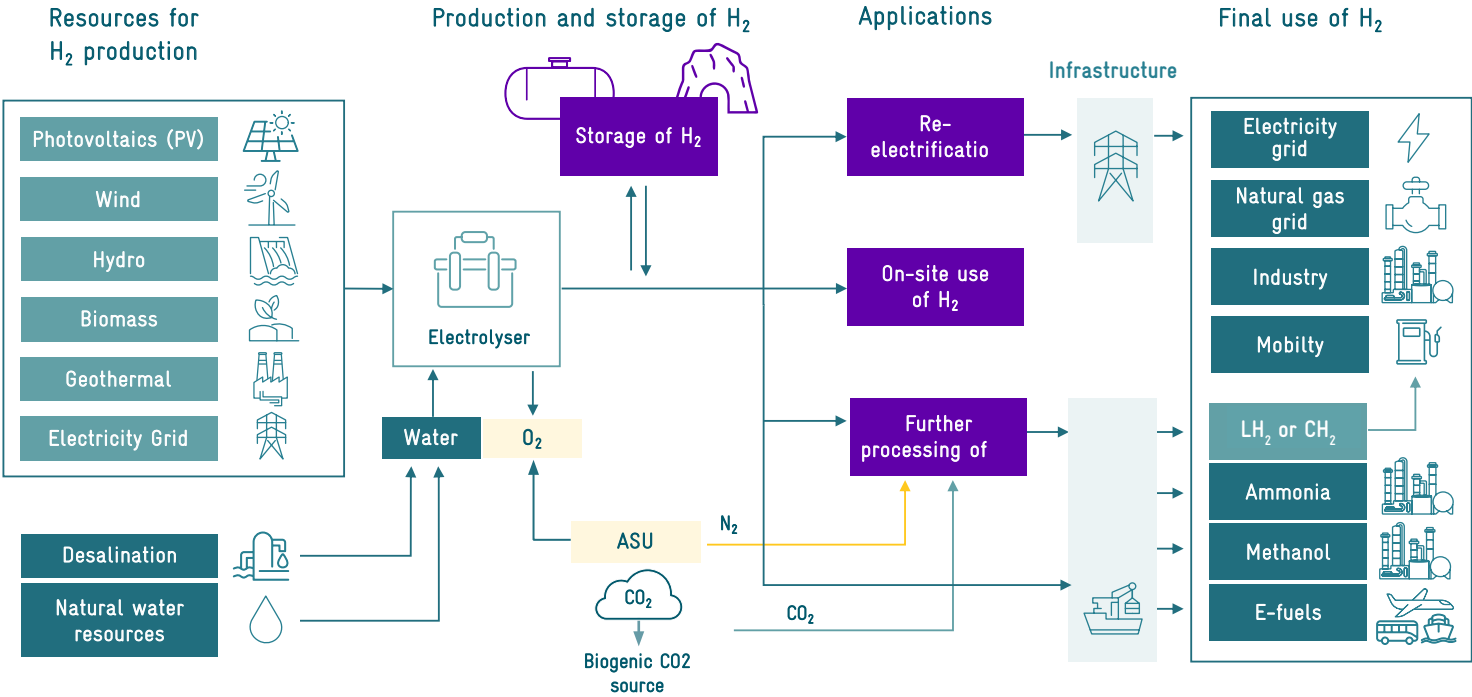 Resources for
H₂ production
Production and storage of H₂
Applications
Final use of H₂
Infrastructure
Photovoltaics (PV)
Wind
Hydro
Biomass
Geothermal
Electricity Grid
Desalination
Natural water
resources
Storage of H₂
Electrolyser
Water
O₂
ASU
N₂
CO₂
CO₂
Biogenic CO2
source
Re-
electrificatio
On-site use
of H₂
Further
processing of
Electricity
grid
Natural gas
grid
Industry
Mobilty
LH₂ or CH₂
Ammonia
Methanol
E-fuels